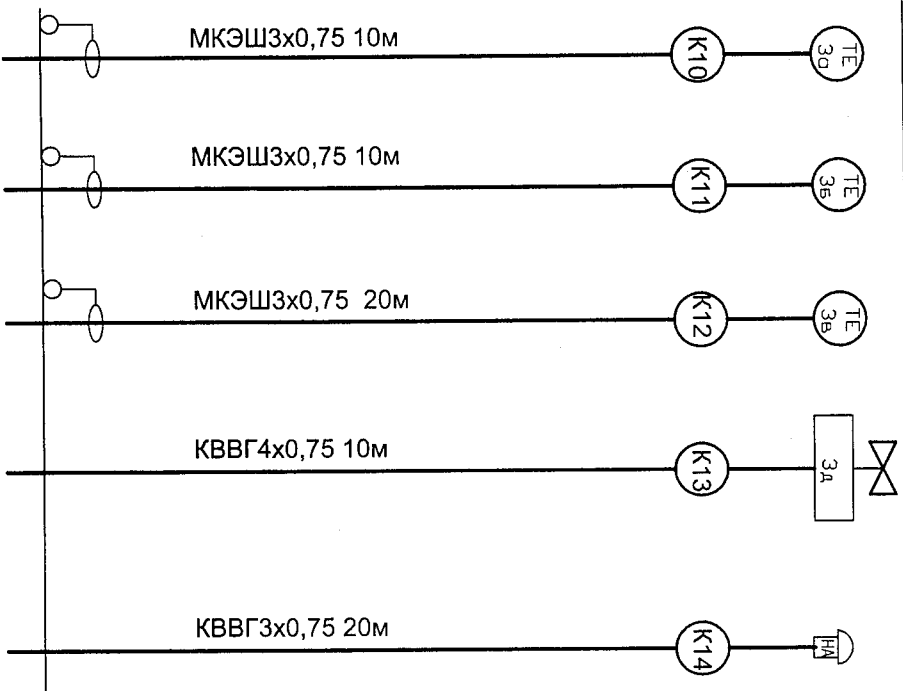 МКЭШ3х0,75 10м
К10
ТЕ
3а
МКЭШ3х0,75 10м
К11
ТЕ
3б
МКЭШ3х0,75 20м
К12
ТЕ
3в
КВВГ4х0,75 10м
К13
3д
КВВГ3х0,75 20м
К14
НА